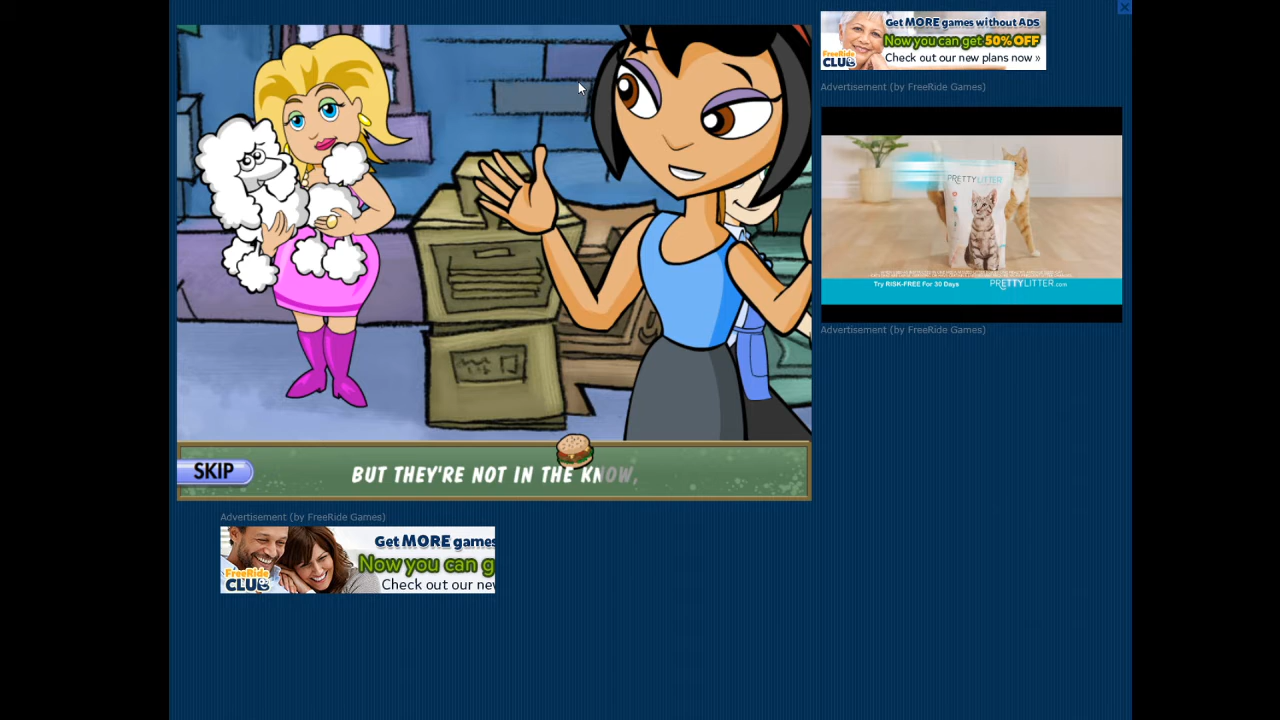 SKIP
BUT THEY'RE NOT IN THE KNOW,
Advertisement (by FreeRide Games)
FreeRide
CLUB
Get MORE games
Now you can g
Check out our new
Get MORE games without ADS
Now you can get 50% OFF
Check out our new plans now »
FreeRide
CLUB
Advertisement (by FreeRide Games)
PRETTYLITTER
Try RISK-FREE For 30 Days
PRETTYLITTER.com
Advertisement (by FreeRide Games)